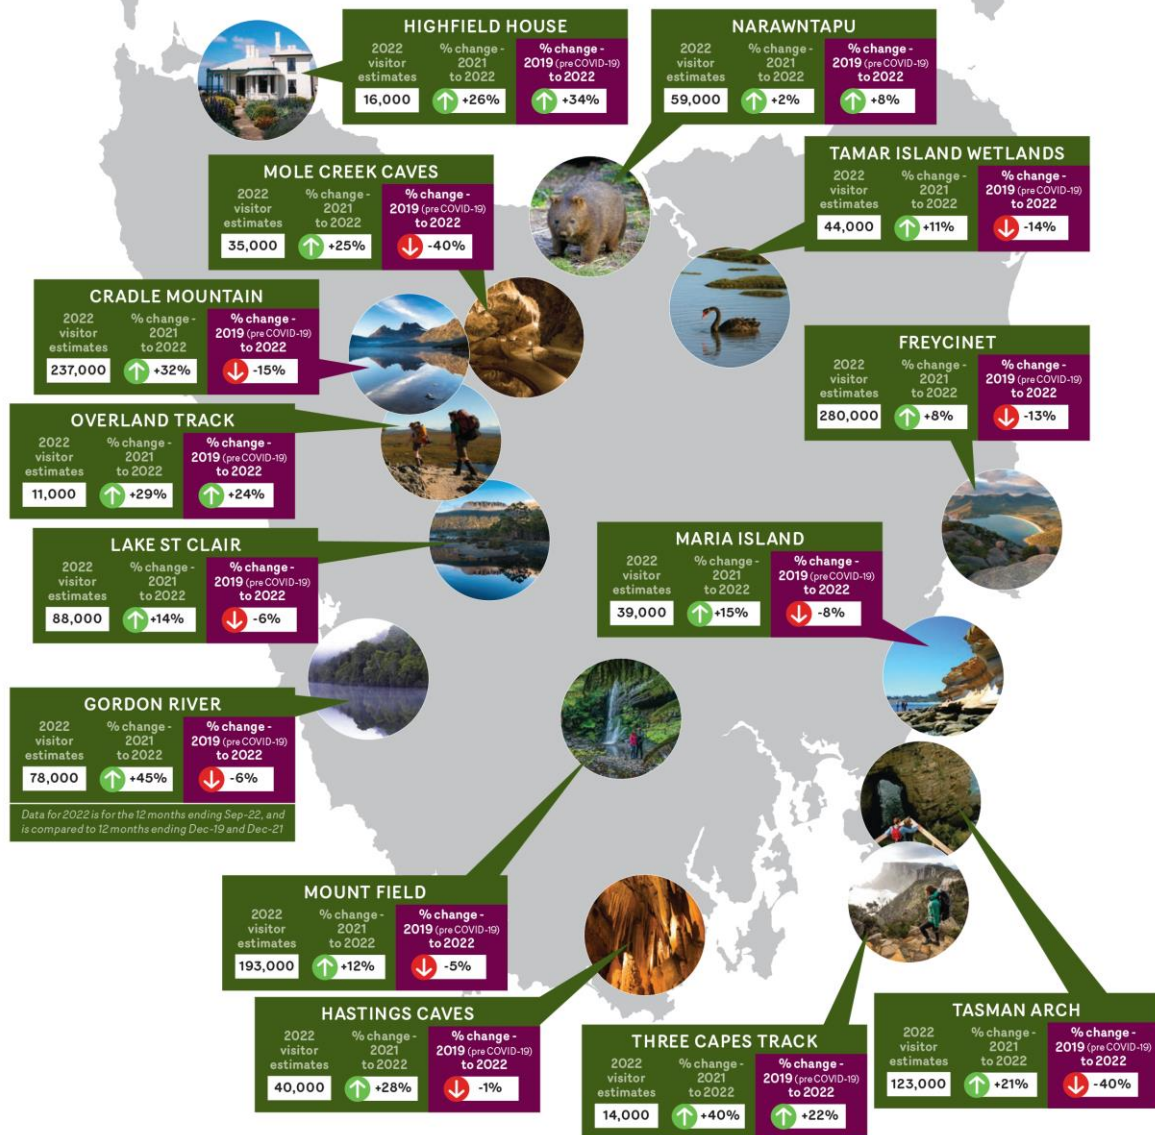 HIGHFIELD HOUSE
2022
visitor
estimates
16,000
% change -
2021
to 2022
+26%
% change -
2019 (pre COVID-19)
to 2022
+34%
NARAWNTAPU
2022
visitor
estimates
59,000
% change -
2021
to 2022
+2%
% change -
2019 (pre COVID-19)
to 2022
+8%
MOLE CREEK CAVES
2022
visitor
estimates
35,000
% change -
2021
to 2022
+25%
% change -
2019 (pre COVID-19)
to 2022
-40%
TAMAR ISLAND WETLANDS
2022
visitor
estimates
44,000
% change -
2021
to 2022
+11%
% change -
2019 (pre COVID-19)
to 2022
-14%
CRADLE MOUNTAIN
2022
visitor
estimates
237,000
% change -
2021
to 2022
+32%
% change -
2019 (pre COVID-19)
to 2022
-15%
FREYCINET
2022
visitor
estimates
280,000
% change -
2021
to 2022
+8%
% change -
2019 (pre COVID-19)
to 2022
-13%
OVERLAND TRACK
2022
visitor
estimates
11,000
% change -
2021
to 2022
+29%
% change -
2019 (pre COVID-19)
to 2022
+24%
LAKE ST CLAIR
2022
visitor
estimates
88,000
% change -
2021
to 2022
+14%
% change -
2019 (pre COVID-19)
to 2022
-6%
MARIA ISLAND
2022
visitor
estimates
39,000
% change -
2021
to 2022
+15%
% change -
2019 (pre COVID-19)
to 2022
-8%
GORDON RIVER
2022
visitor
estimates
78,000
% change -
2021
to 2022
+45%
% change -
2019 (pre COVID-19)
to 2022
-6%
Data for 2022 is for the 12 months ending Sep-22, and
is compared to 12 months ending Dec-19 and Dec-21
MOUNT FIELD
2022
visitor
estimates
193,000
% change -
2021
to 2022
+12%
% change -
2019 (pre COVID-19)
to 2022
-5%
HASTINGS CAVES
2022
visitor
estimates
40,000
% change -
2021
to 2022
+28%
% change -
2019 (pre COVID-19)
to 2022
-1%
THREE CAPES TRACK
2022
visitor
estimates
14,000
% change -
2021
to 2022
+40%
% change -
2019 (pre COVID-19)
to 2022
+22%
TASMAN ARCH
2022
visitor
estimates
123,000
% change -
2021
to 2022
+21%
% change -
2019 (pre COVID-19)
to 2022
-40%